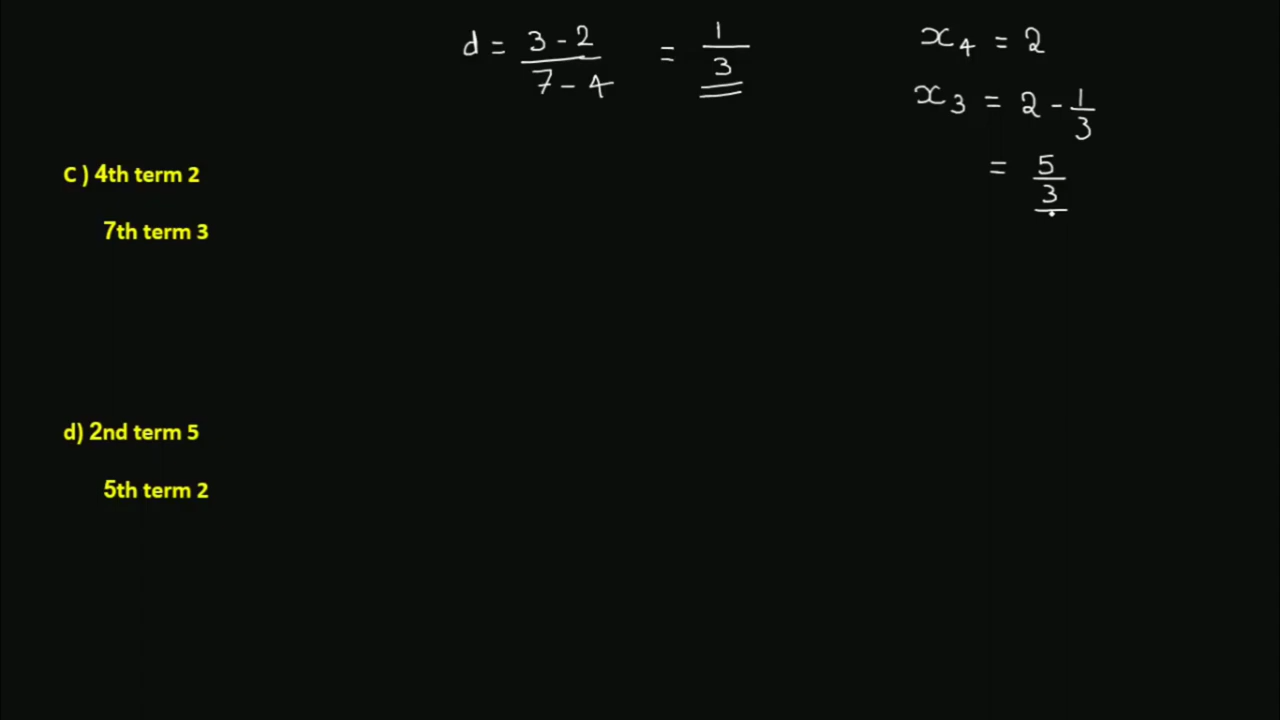 d = 3 - 2 / 7 - 4 = 1 / 3
x4 = 2
x3 = 2 - 1/3
= 5/3
C ) 4th term 2
7th term 3
d) 2nd term 5
5th term 2